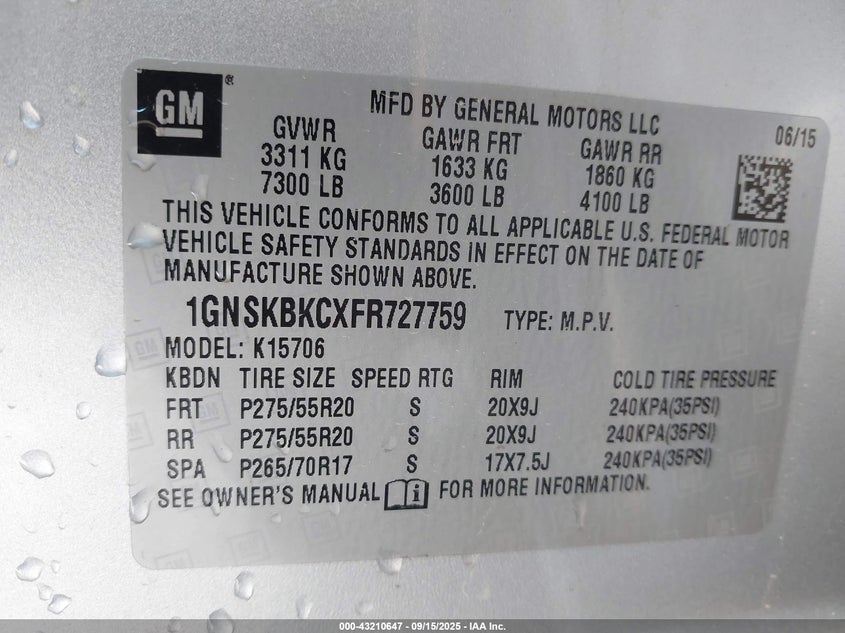 GM ®
MFD BY GENERAL MOTORS LLC
06/15
GVWR GAWR FRT GAWR RR
3311 KG 1633 KG 1860 KG
7300 LB 3600 LB 4100 LB
THIS VEHICLE CONFORMS TO ALL APPLICABLE U.S. FEDERAL MOTOR
VEHICLE SAFETY STANDARDS IN EFFECT ON THE DATE OF
MANUFACTURE SHOWN ABOVE.
1GNSKBKCXFR727759 TYPE: M.P.V.
MODEL: K15706
KBDN TIRE SIZE SPEED RTG RIM COLD TIRE PRESSURE
FRT P275/55R20 S 20X9J 240KPA(35PSI)
RR P275/55R20 S 20X9J 240KPA(35PSI)
SPA P265/70R17 S 17X7.5J 240KPA(35PSI)
SEE OWNER'S MANUAL i FOR MORE INFORMATION.
000-43210647 - 09/15/2025 - IAA Inc.